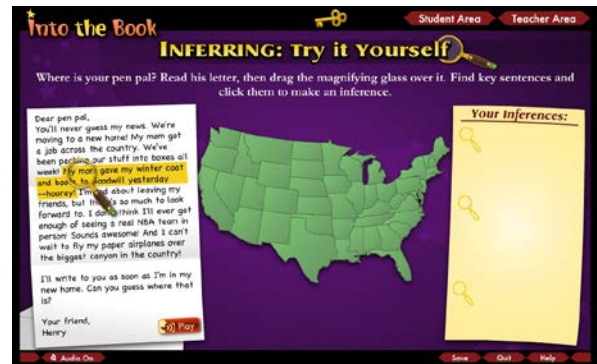 Into the Book
Student Area
Teacher Area
INFERRING: Try it Yourself
Where is your pen pal? Read his letter, then drag the magnifying glass over it. Find key sentences and
click them to make an inference.
Dear pen pal,
You'll never guess my news. We're
moving to a new home! My mom got
a job across the country. We've
been packing our stuff into boxes all
week! My mom gave my winter coat
and boots to Goodwill yesterday
--hooray! I'm about leaving my
friends, but so much to look
forward to. I don't think I'll ever get
enough of seeing a real NBA team in
person! Sounds awesome! And I can't
wait to fly my paper airplanes over
the biggest canyon in the country!
I'll write to you as soon as I'm in my
new home. Can you guess where that
is?
Your friend,
Henry
Play
Your Inferences:
Audio On
Save
Quit
Help